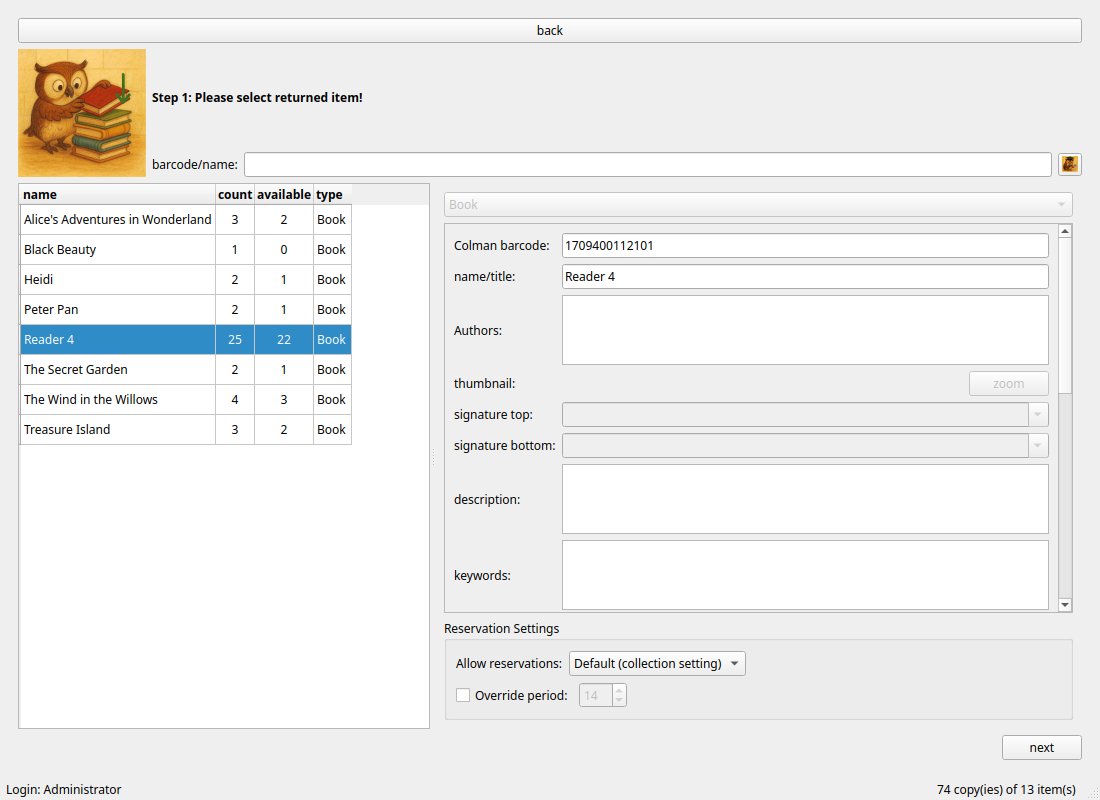 back
Step 1: Please select returned item!
barcode/name:
name count available type
Alice's Adventures in Wonderland 3 2 Book
Black Beauty 1 0 Book
Heidi 2 1 Book
Peter Pan 2 1 Book
Reader 4 25 22 Book
The Secret Garden 2 1 Book
The Wind in the Willows 4 3 Book
Treasure Island 3 2 Book
Book
Colman barcode: 1709400112101
name/title: Reader 4
Authors:
thumbnail: zoom
signature top:
signature bottom:
description:
keywords:
Reservation Settings
Allow reservations: Default (collection setting)
Override period: 14
next
Login: Administrator 74 copy(ies) of 13 item(s)